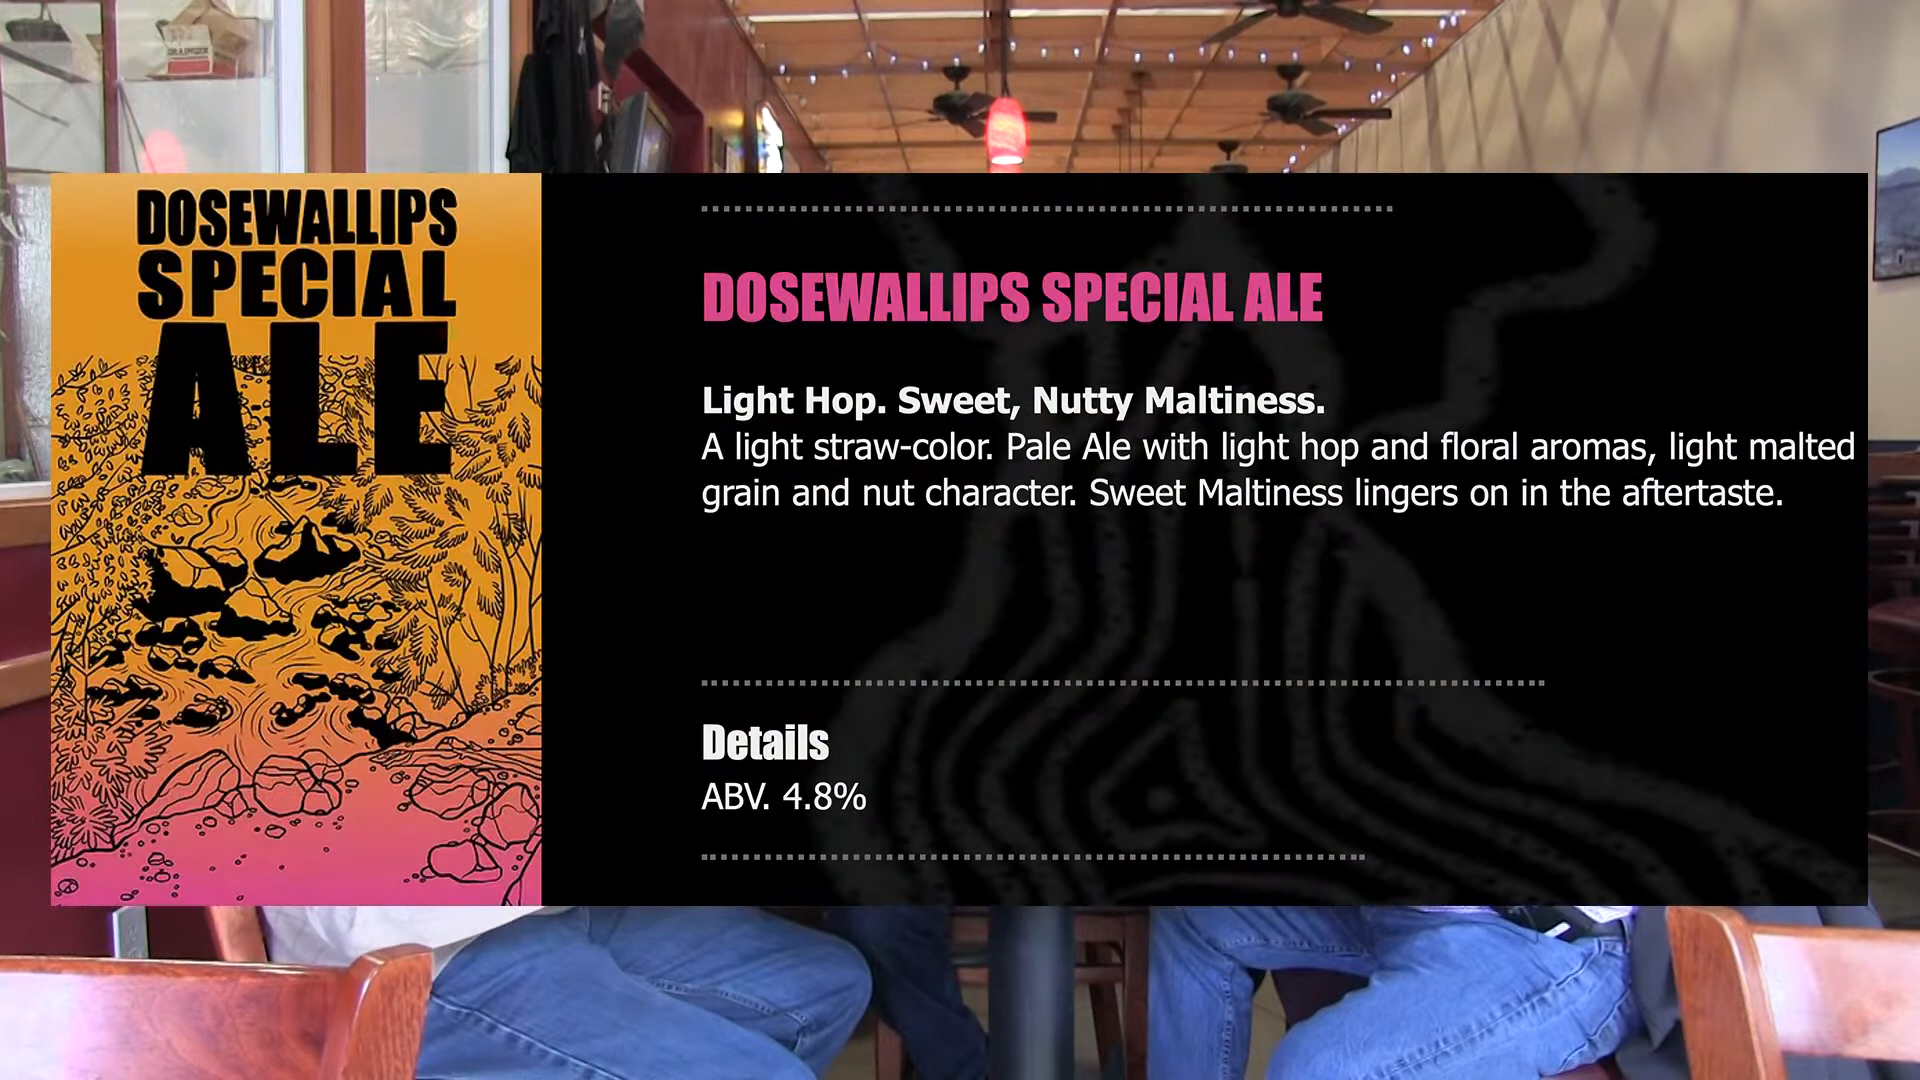 DOSEWALLIPS
SPECIAL
ALE
DOSEWALLIPS SPECIAL ALE
Light Hop. Sweet, Nutty Maltiness.
A light straw-color. Pale Ale with light hop and floral aromas, light malted
grain and nut character. Sweet Maltiness lingers on in the aftertaste.
Details
ABV. 4.8%